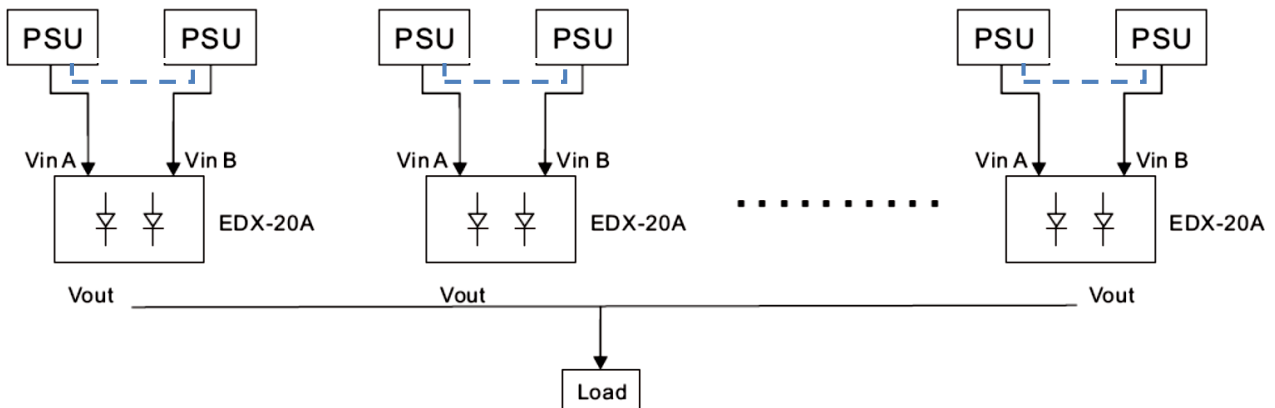 PSU PSU PSU PSU PSU PSU
Vin A Vin B Vin A Vin B Vin A Vin B
EDX-20A EDX-20A EDX-20A
Vout Vout Vout
Load